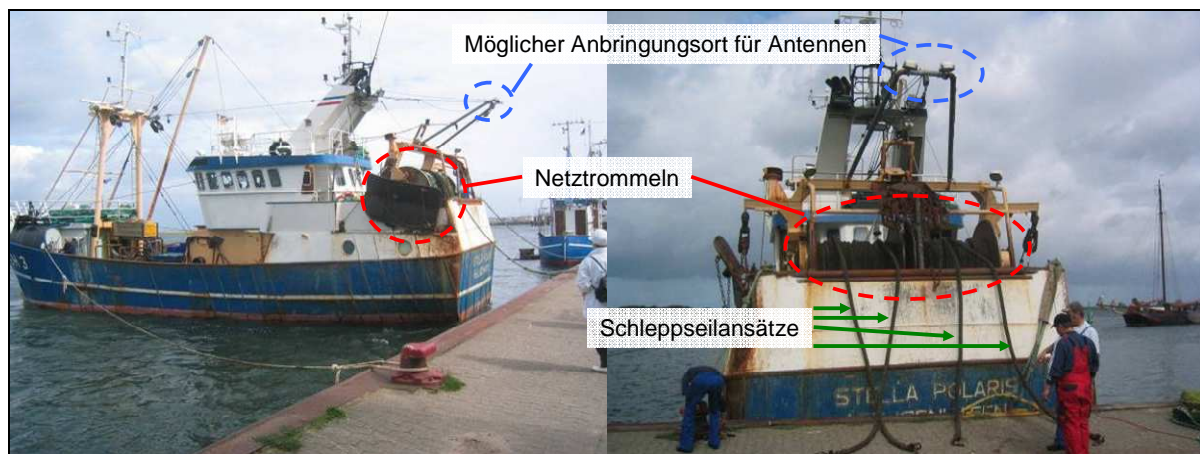 Möglicher Anbringungsort für Antennen
Netztrommeln
Schleppseilansätze
STELLA POLARIS